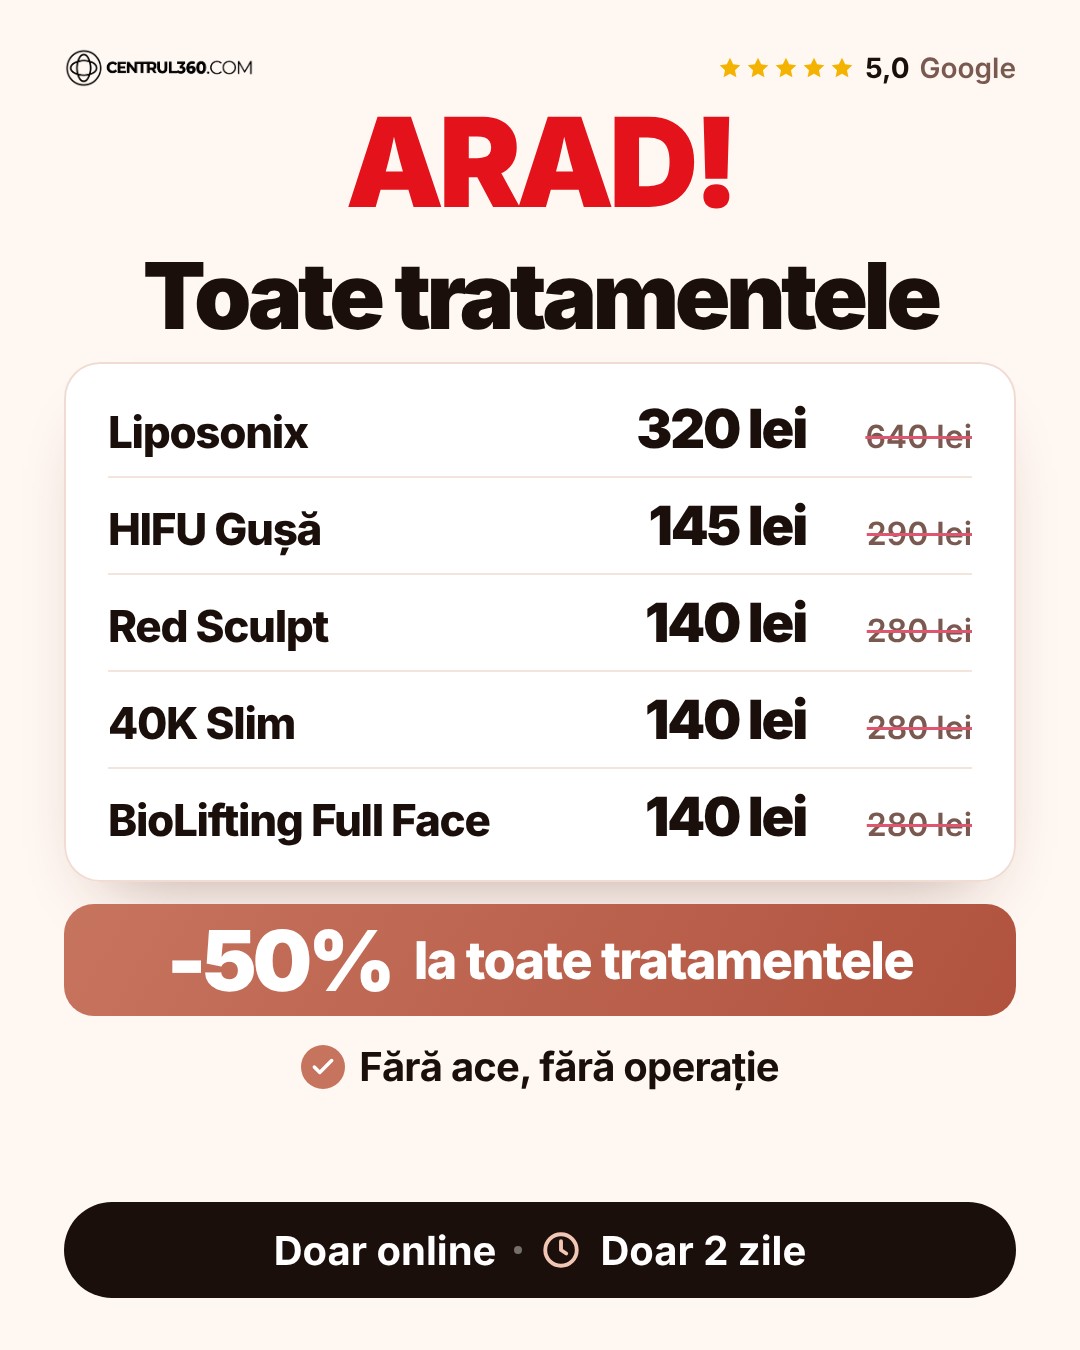 CENTRUL360.COM
5,0 Google
ARAD!
Toate tratamentele
Liposonix 320 lei 640 lei
HIFU Gușă 145 lei 290 lei
Red Sculpt 140 lei 280 lei
40K Slim 140 lei 280 lei
BioLifting Full Face 140 lei 280 lei
-50% la toate tratamentele
Fără ace, fără operație
Doar online • Doar 2 zile